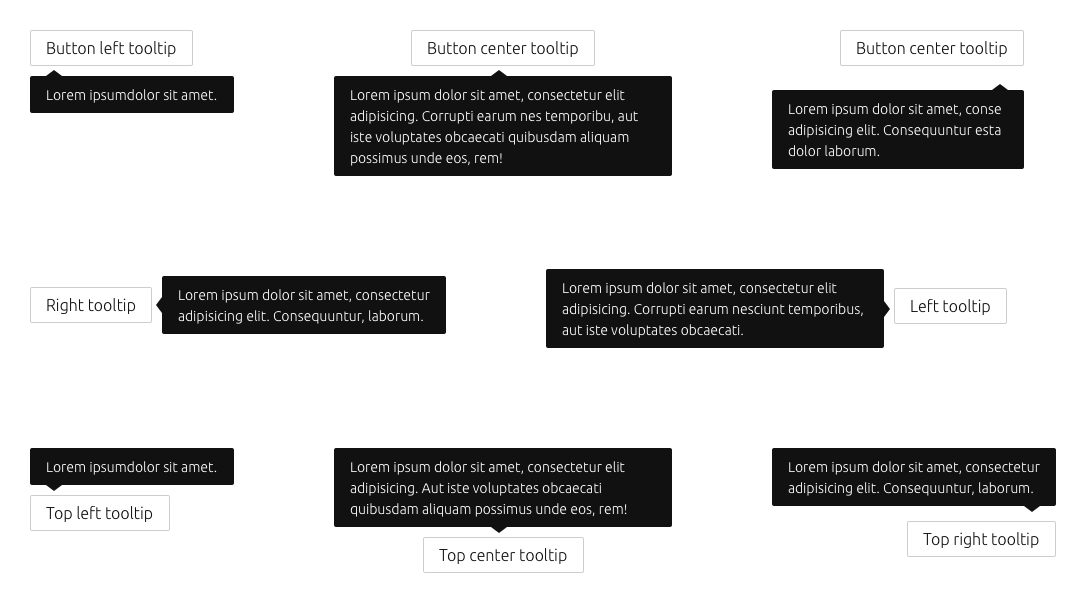 Button left tooltip
Lorem ipsumdolor sit amet.
Button center tooltip
Lorem ipsum dolor sit amet, consectetur elit
adipisicing. Corrupti earum nes temporibu, aut
iste voluptates obcaecati quibusdam aliquam
possimus unde eos, rem!
Button center tooltip
Lorem ipsum dolor sit amet, conse
adipisicing elit. Consequuntur esta
dolor laborum.
Right tooltip
Lorem ipsum dolor sit amet, consectetur
adipisicing elit. Consequuntur, laborum.
Lorem ipsum dolor sit amet, consectetur elit
adipisicing. Corrupti earum nesciunt temporibus,
aut iste voluptates obcaecati.
Left tooltip
Lorem ipsumdolor sit amet.
Top left tooltip
Lorem ipsum dolor sit amet, consectetur elit
adipisicing. Aut iste voluptates obcaecati
quibusdam aliquam possimus unde eos, rem!
Top center tooltip
Lorem ipsum dolor sit amet, consectetur
adipisicing elit. Consequuntur, laborum.
Top right tooltip